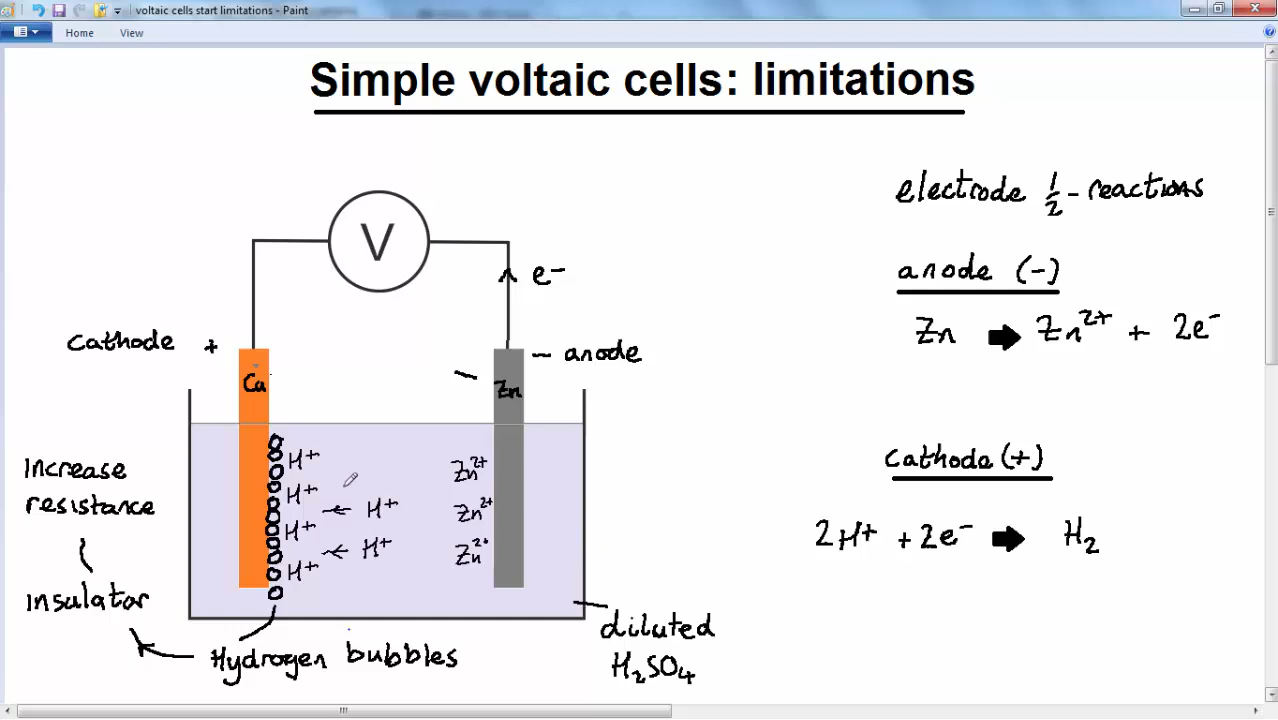 voltaic cells start limitations - Paint
Home View
Simple voltaic cells: limitations
electrode 1/2 - reactions
anode (-)
Zn ➡ Zn²⁺ + 2e⁻
cathode (+)
2H⁺ + 2e⁻ ➡ H₂
V
e⁻
cathode +
- anode
Cu
Zn
H⁺
H⁺
H⁺
H⁺
← H⁺
← H⁺
Zn²⁺
Zn²⁺
Zn²⁺
increase
resistance
insulator
Hydrogen bubbles
diluted
H₂SO₄